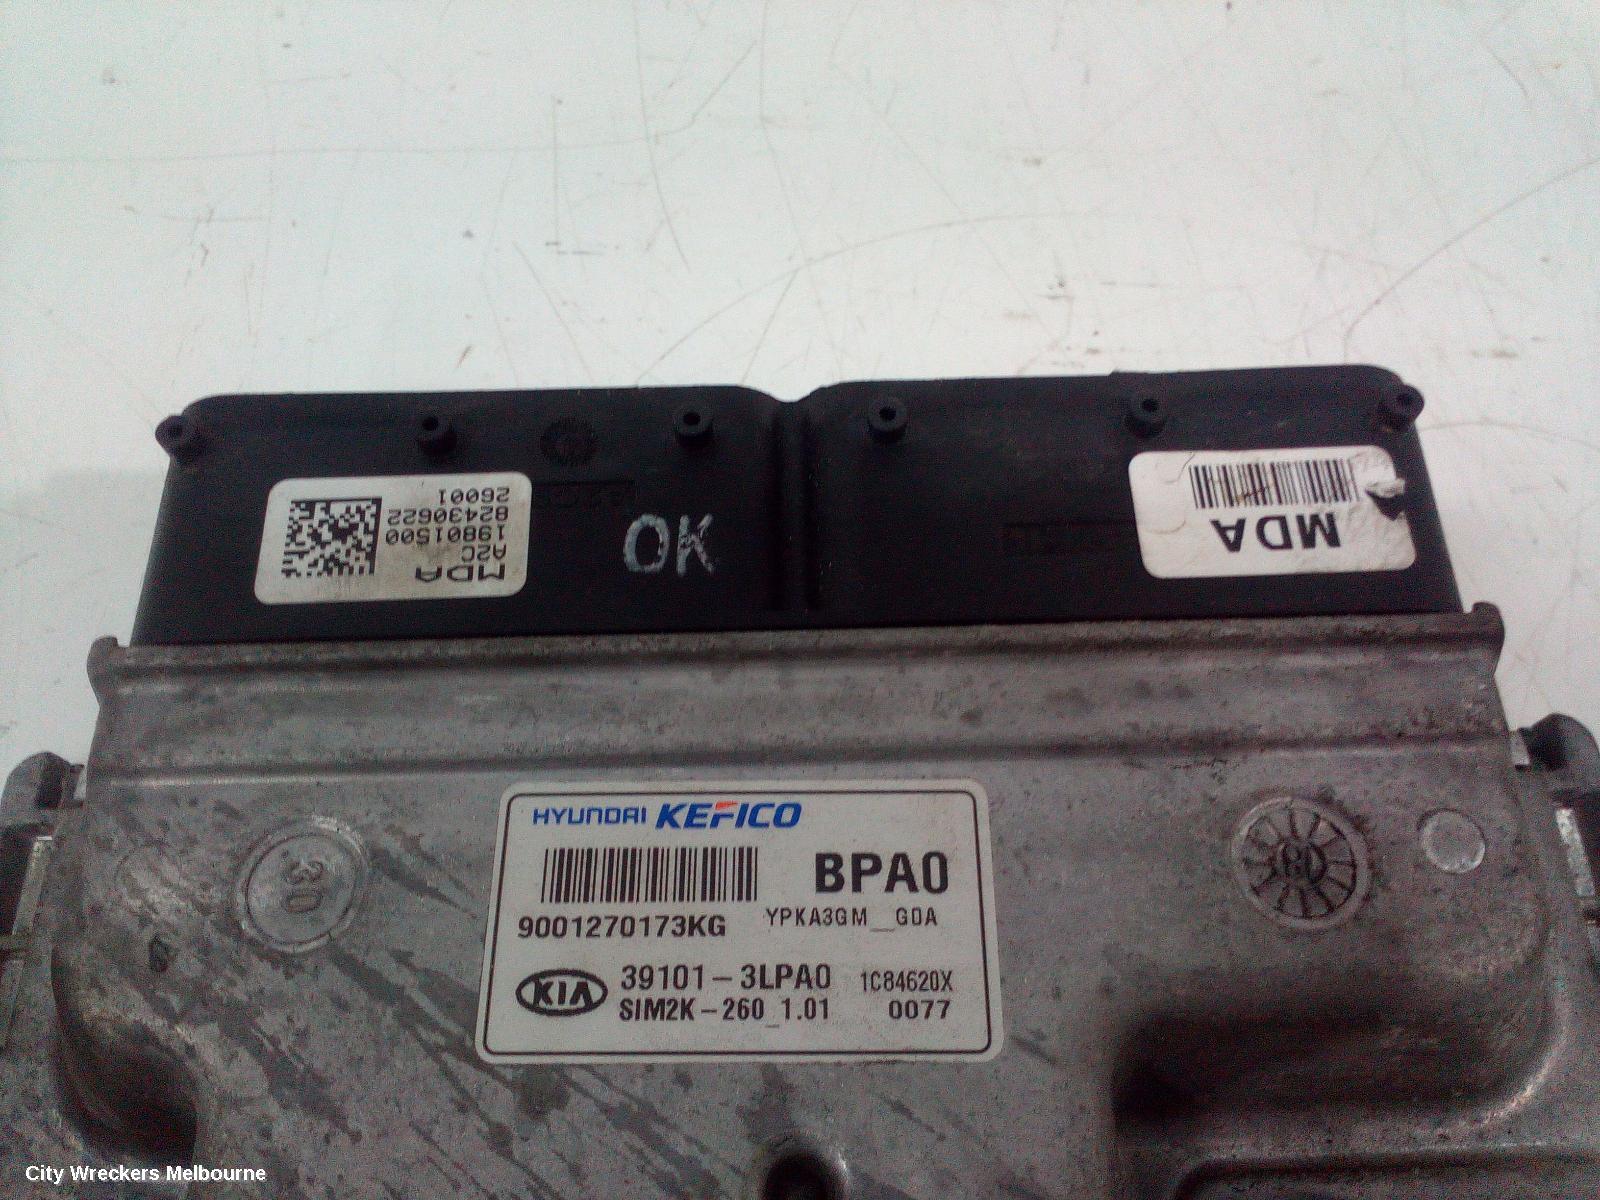 MDA
A2C
19801500
82430622
26001
OK
MDA
30
HYUNDAI KEFICO
BPA0
9001270173KG
YPKA3GM__G0A
KIA
39101-3LPA0
1C84620X
SIM2K-260_1.01
0077
City Wreckers Melbourne